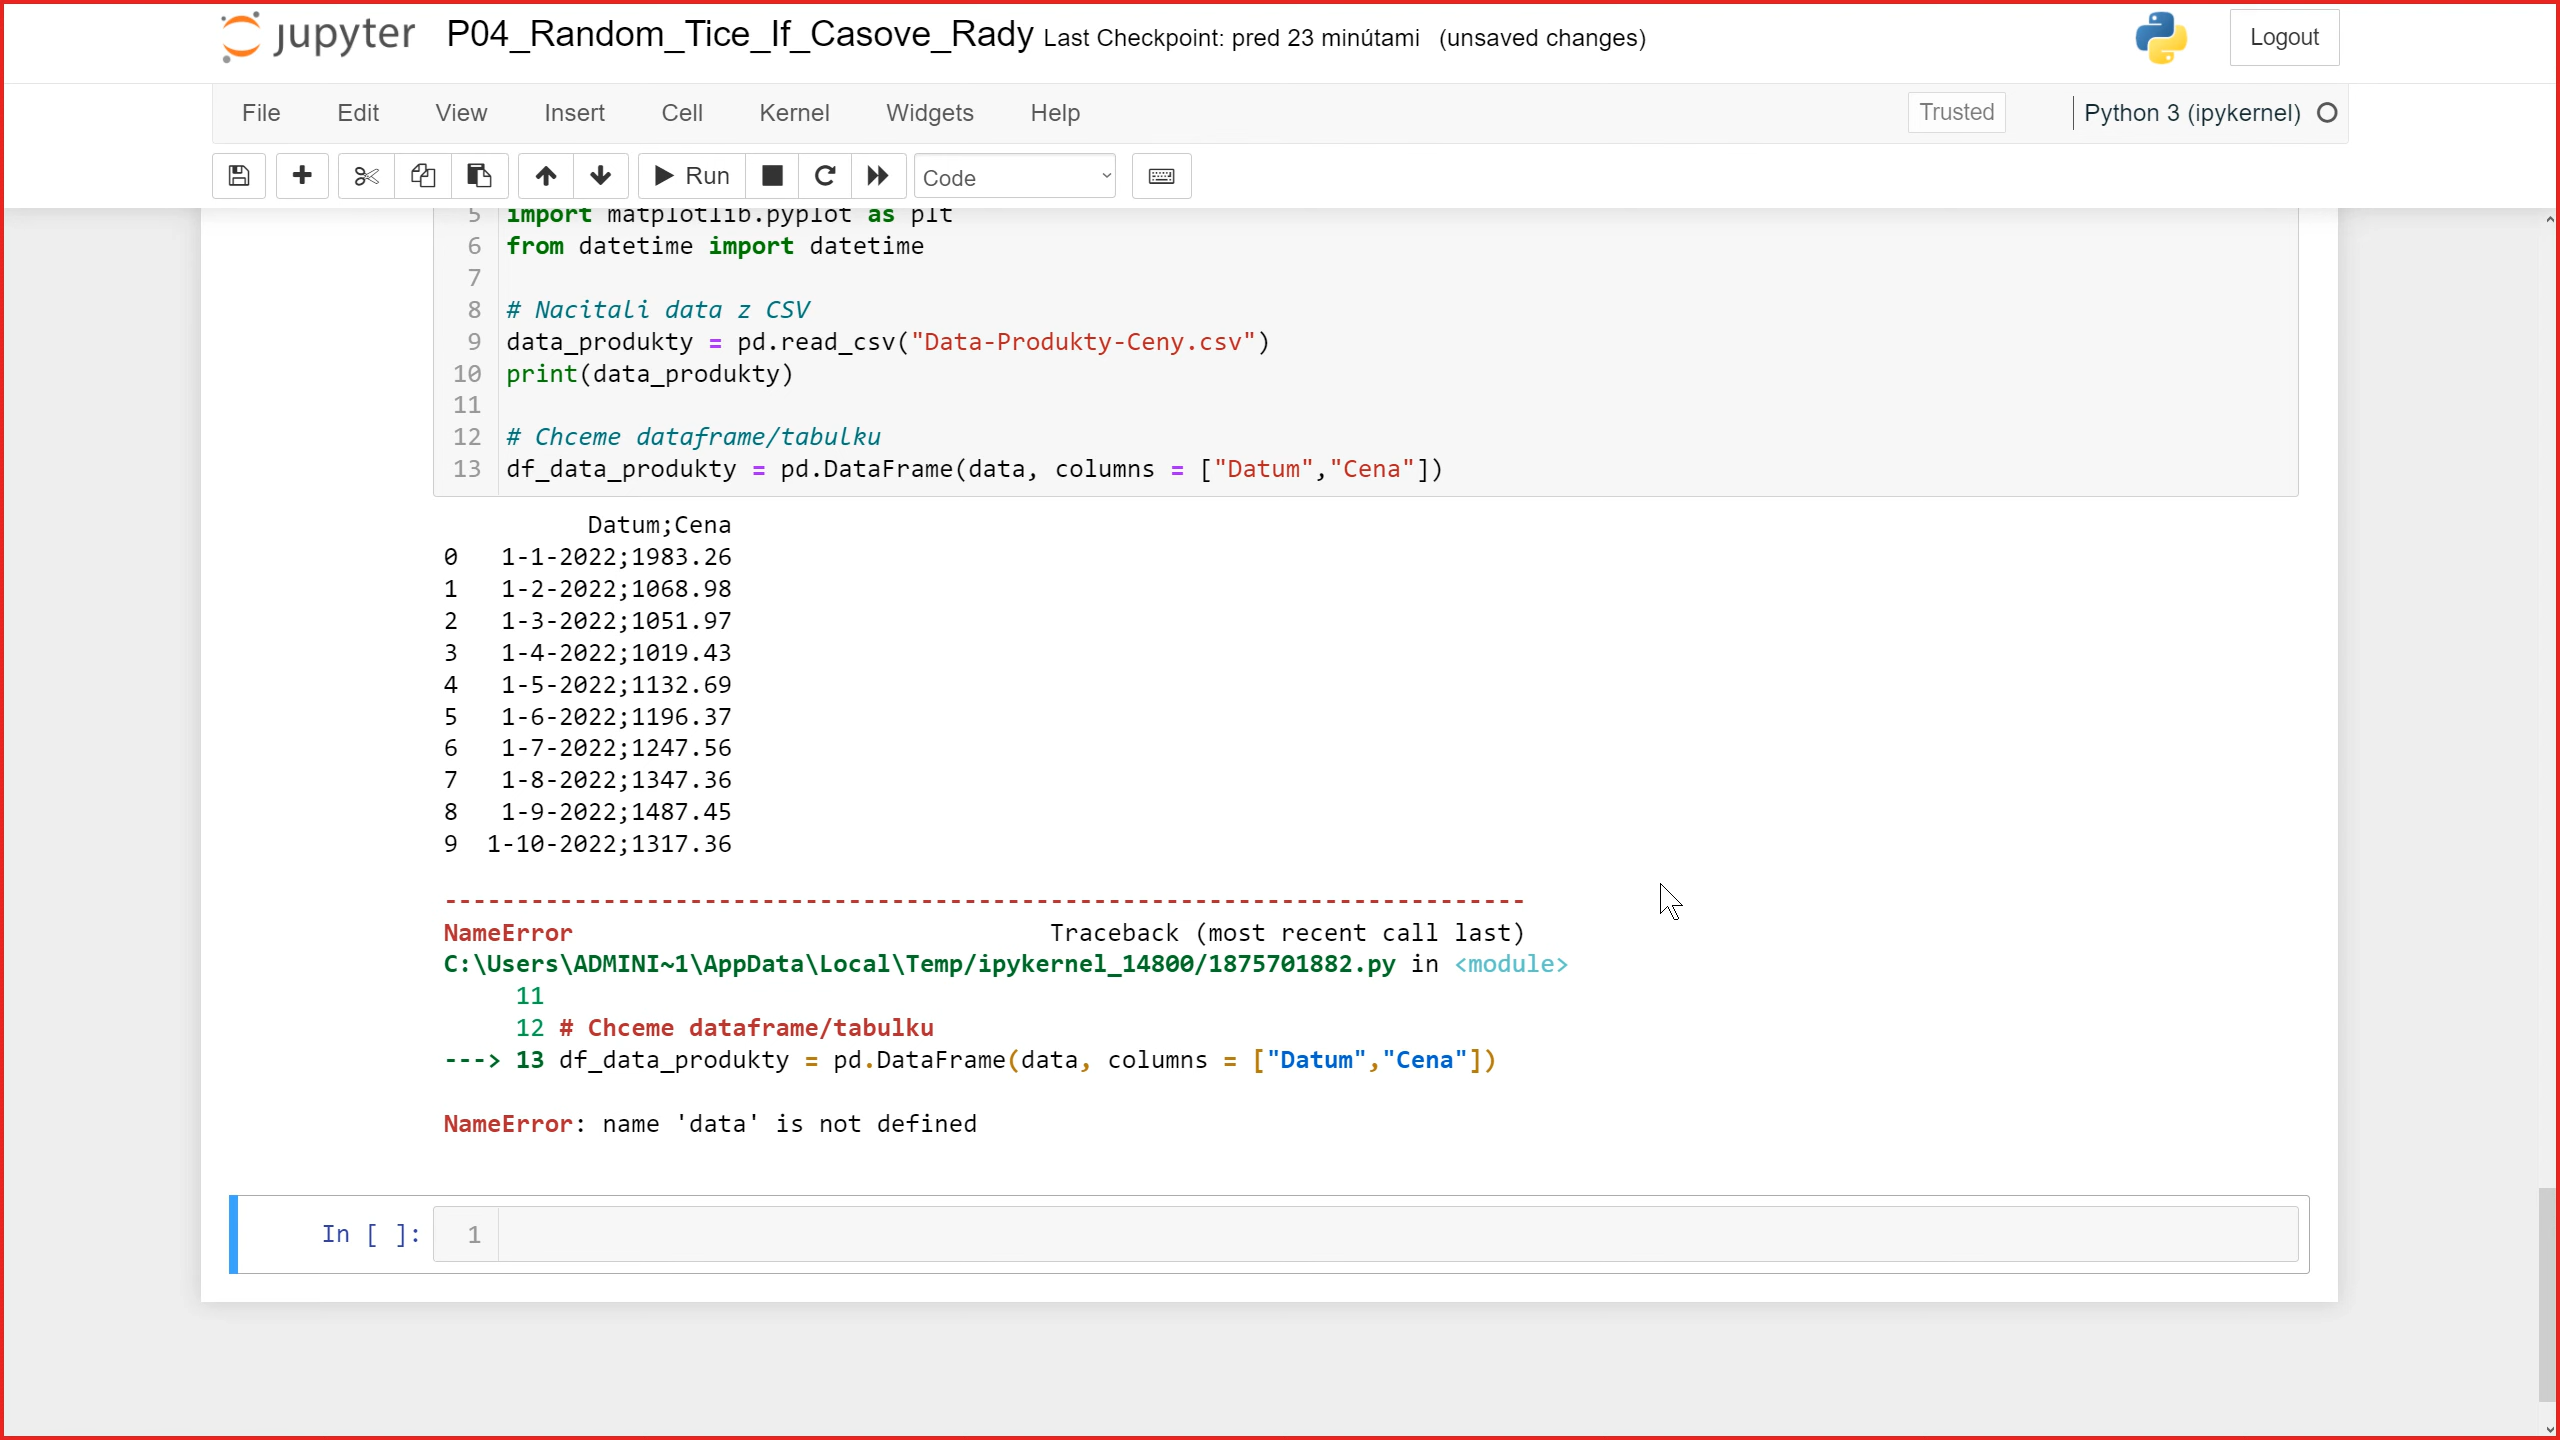 jupyter P04_Random_Tice_If_Casove_Rady Last Checkpoint: pred 23 minútami (unsaved changes) Logout
File Edit View Insert Cell Kernel Widgets Help Trusted Python 3 (ipykernel)
Run Code
5 import matplotlib.pyplot as plt
6 from datetime import datetime
7
8 # Nacitali data z CSV
9 data_produkty = pd.read_csv("Data-Produkty-Ceny.csv")
10 print(data_produkty)
11
12 # Chceme dataframe/tabulku
13 df_data_produkty = pd.DataFrame(data, columns = ["Datum","Cena"])
Datum;Cena
0 1-1-2022;1983.26
1 1-2-2022;1068.98
2 1-3-2022;1051.97
3 1-4-2022;1019.43
4 1-5-2022;1132.69
5 1-6-2022;1196.37
6 1-7-2022;1247.56
7 1-8-2022;1347.36
8 1-9-2022;1487.45
9 1-10-2022;1317.36
---------------------------------------------------------------------------
NameError Traceback (most recent call last)
C:\Users\ADMINI~1\AppData\Local\Temp/ipykernel_14800/1875701882.py in <module>
11
12 # Chceme dataframe/tabulku
---> 13 df_data_produkty = pd.DataFrame(data, columns = ["Datum","Cena"])
NameError: name 'data' is not defined
In [ ]: 1